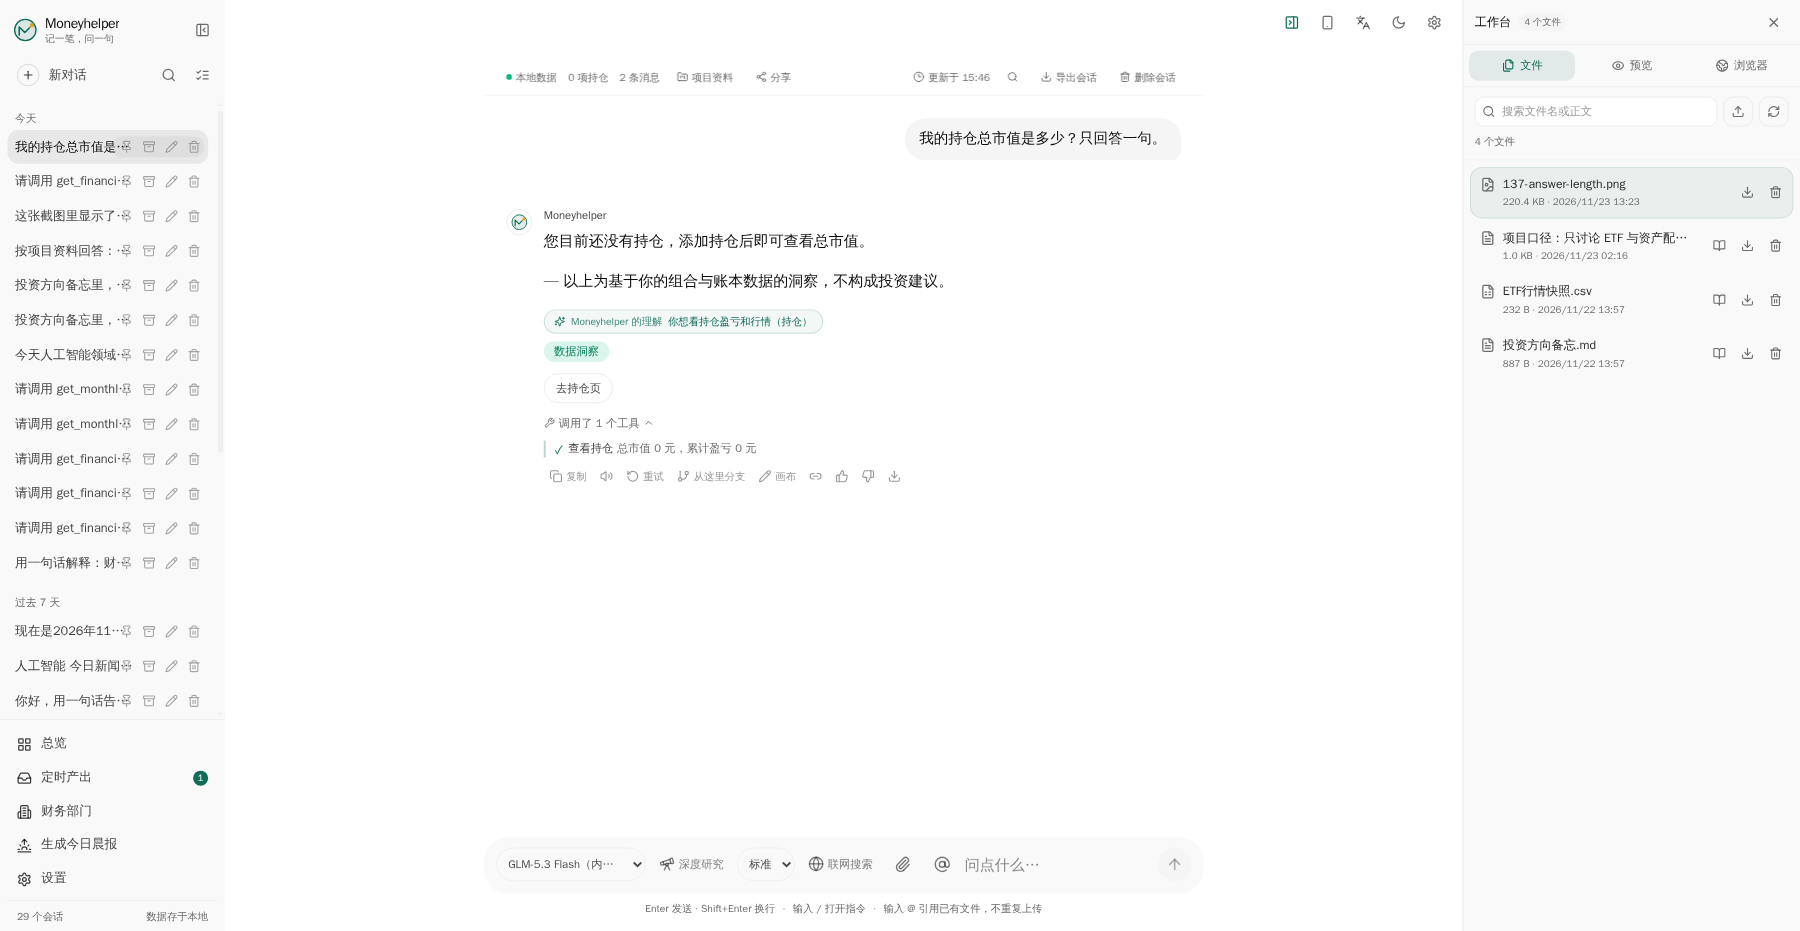 Moneyhelper
记一笔，问一句
新对话
今天
我的持仓总市值是…
请调用 get_financi…
这张截图里显示了…
按项目资料回答：…
投资方向备忘里，…
投资方向备忘里，…
今天人工智能领域…
请调用 get_monthl…
请调用 get_monthl…
请调用 get_financi…
请调用 get_financi…
请调用 get_financi…
用一句话解释：财…
过去 7 天
现在是2026年11…
人工智能 今日新闻…
你好，用一句话告…
总览
定时产出 1
财务部门
生成今日晨报
设置
29 个会话 数据存于本地
本地数据 0 项持仓 2 条消息 项目资料 分享 更新于 15:46 导出会话 删除会话
我的持仓总市值是多少？只回答一句。
Moneyhelper
您目前还没有持仓，添加持仓后即可查看总市值。
— 以上为基于你的组合与账本数据的洞察，不构成投资建议。
Moneyhelper 的理解 你想看持仓盈亏和行情（持仓）
数据洞察
去持仓页
调用了 1 个工具
✓ 查看持仓 总市值 0 元，累计盈亏 0 元
复制 重试 从这里分支 画布
GLM-5.3 Flash（内… 深度研究 标准 联网搜索 问点什么…
Enter 发送 · Shift+Enter 换行 · 输入 / 打开指令 · 输入 @ 引用已有文件，不重复上传
工作台 4 个文件
文件 预览 浏览器
搜索文件名或正文
4 个文件
137-answer-length.png
220.4 KB · 2026/11/23 13:23
项目口径：只讨论 ETF 与资产配…
1.0 KB · 2026/11/23 02:16
ETF行情快照.csv
232 B · 2026/11/22 13:57
投资方向备忘.md
887 B · 2026/11/22 13:57